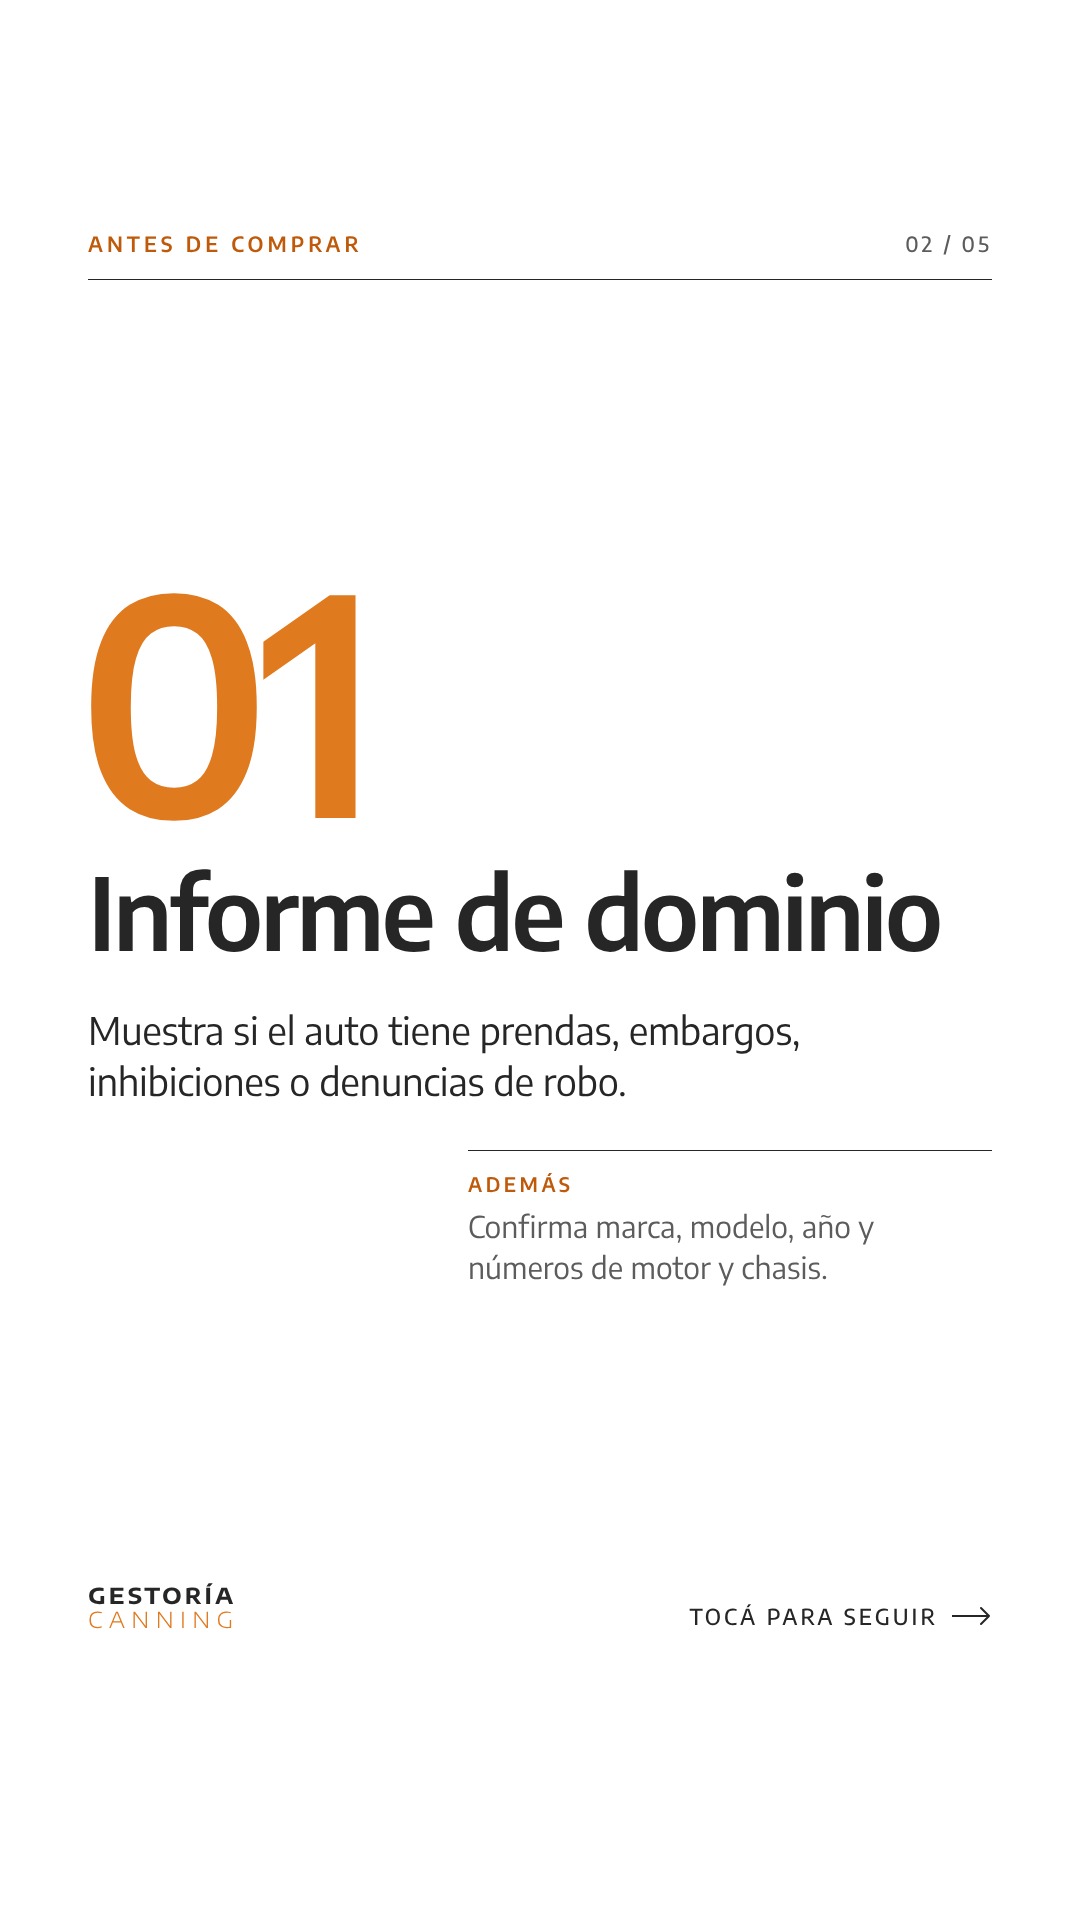 ANTES DE COMPRAR
02 / 05
01
Informe de dominio
Muestra si el auto tiene prendas, embargos,
inhibiciones o denuncias de robo.
ADEMÁS
Confirma marca, modelo, año y
números de motor y chasis.
GESTORÍA
CANNING
TOCÁ PARA SEGUIR